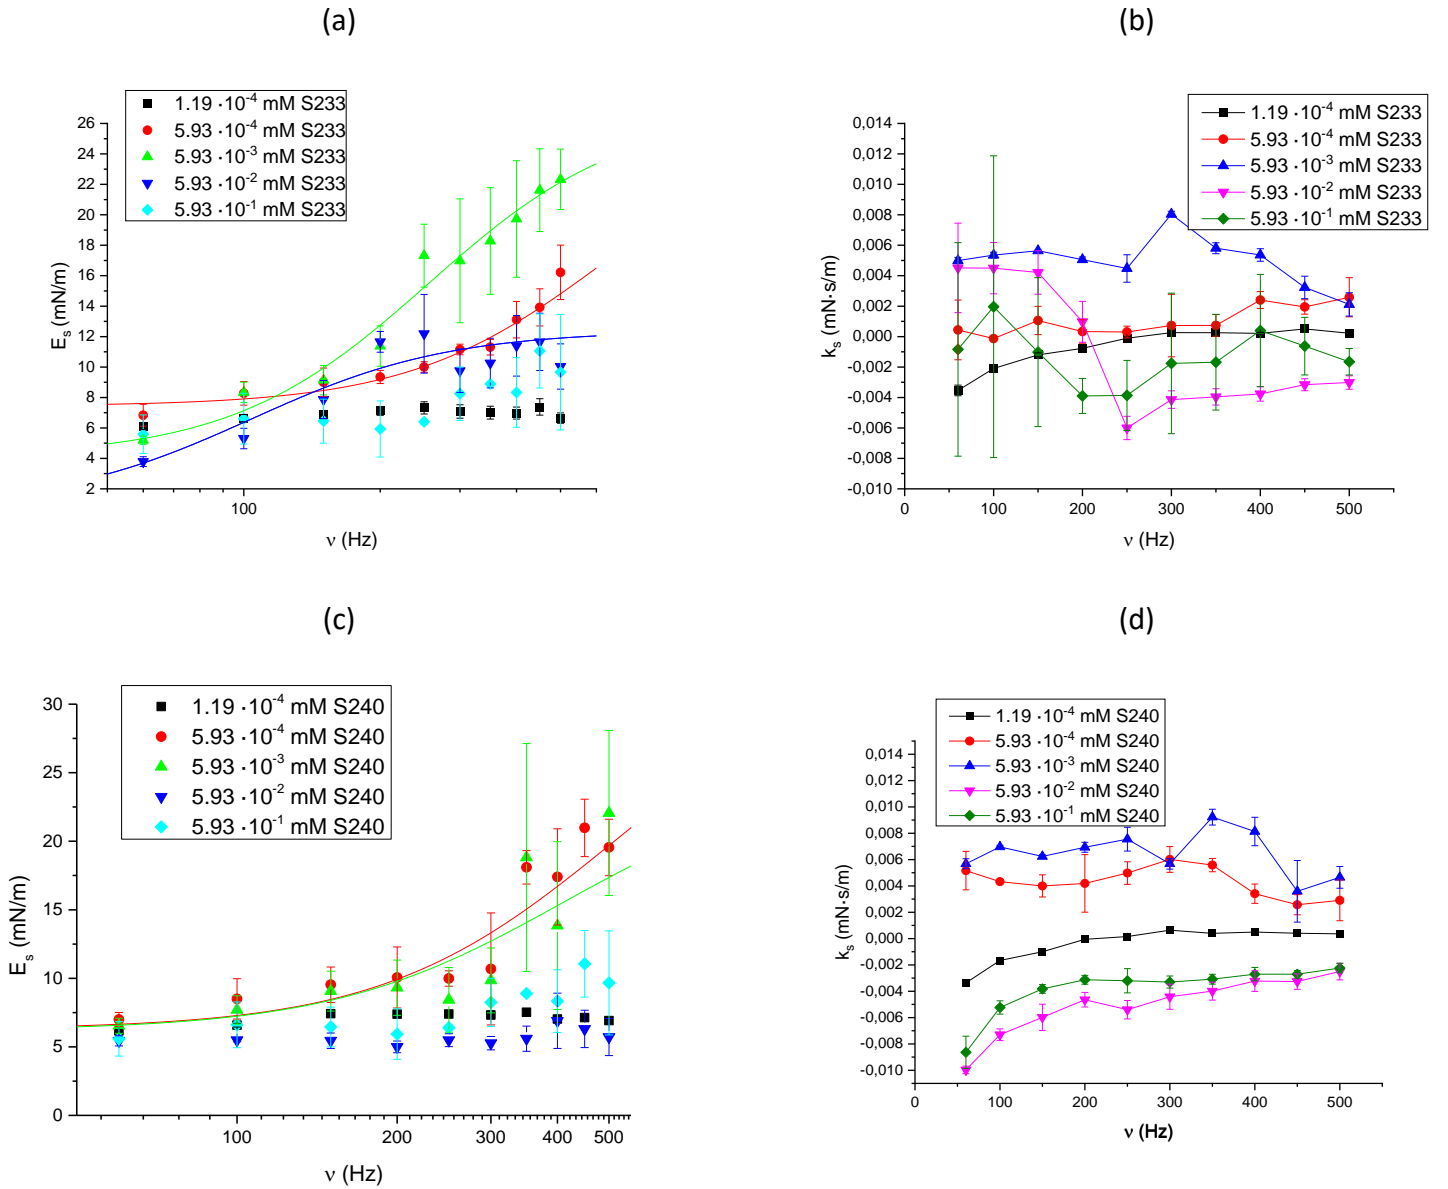 (a)
1.19 ·10-4 mM S233
5.93 ·10-4 mM S233
5.93 ·10-3 mM S233
5.93 ·10-2 mM S233
5.93 ·10-1 mM S233
26
24
22
20
18
16
14
12
10
8
6
4
2
Es (mN/m)
100
ν (Hz)
(b)
1.19 ·10-4 mM S233
5.93 ·10-4 mM S233
5.93 ·10-3 mM S233
5.93 ·10-2 mM S233
5.93 ·10-1 mM S233
0,014
0,012
0,010
0,008
0,006
0,004
0,002
0,000
-0,002
-0,004
-0,006
-0,008
-0,010
ks (mN·s/m)
0 100 200 300 400 500
ν (Hz)
(c)
1.19 ·10-4 mM S240
5.93 ·10-4 mM S240
5.93 ·10-3 mM S240
5.93 ·10-2 mM S240
5.93 ·10-1 mM S240
30
25
20
15
10
5
0
Es (mN/m)
100 200 300 400 500
ν (Hz)
(d)
1.19 ·10-4 mM S240
5.93 ·10-4 mM S240
5.93 ·10-3 mM S240
5.93 ·10-2 mM S240
5.93 ·10-1 mM S240
0,014
0,012
0,010
0,008
0,006
0,004
0,002
0,000
-0,002
-0,004
-0,006
-0,008
-0,010
ks (mN·s/m)
0 100 200 300 400 500
ν (Hz)